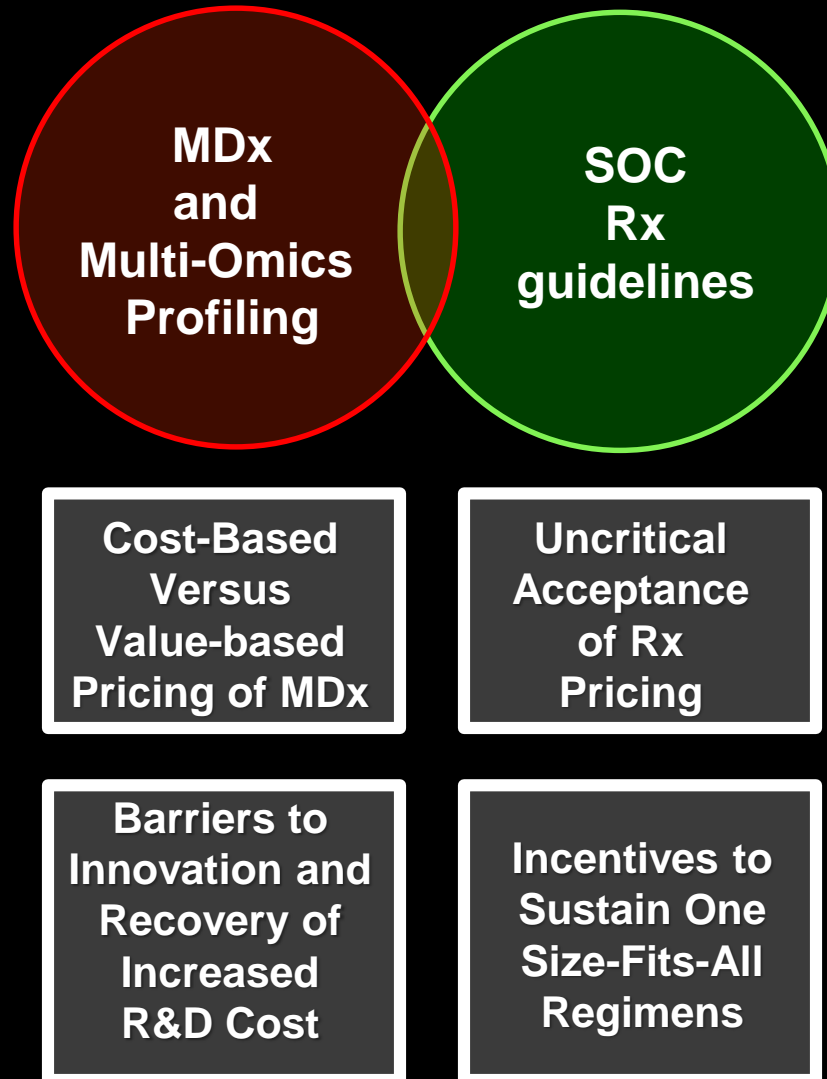 MDx
and
Multi-Omics
Profiling
SOC
Rx
guidelines
Cost-Based
Versus
Value-based
Pricing of MDx
Uncritical
Acceptance
of Rx
Pricing
Barriers to
Innovation and
Recovery of
Increased
R&D Cost
Incentives to
Sustain One
Size-Fits-All
Regimens